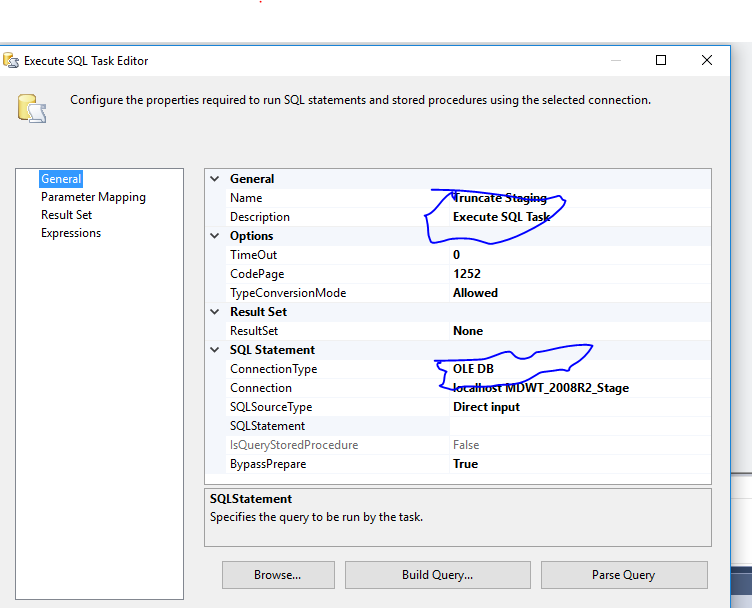 Execute SQL Task Editor
Configure the properties required to run SQL statements and stored procedures using the selected connection.
General
Parameter Mapping
Result Set
Expressions
General
Name Truncate Staging
Description Execute SQL Task
Options
TimeOut 0
CodePage 1252
TypeConversionMode Allowed
Result Set
ResultSet None
SQL Statement
ConnectionType OLE DB
Connection localhost MDWT_2008R2_Stage
SQLSourceType Direct input
SQLStatement
IsQueryStoredProcedure False
BypassPrepare True
SQLStatement
Specifies the query to be run by the task.
Browse... Build Query... Parse Query